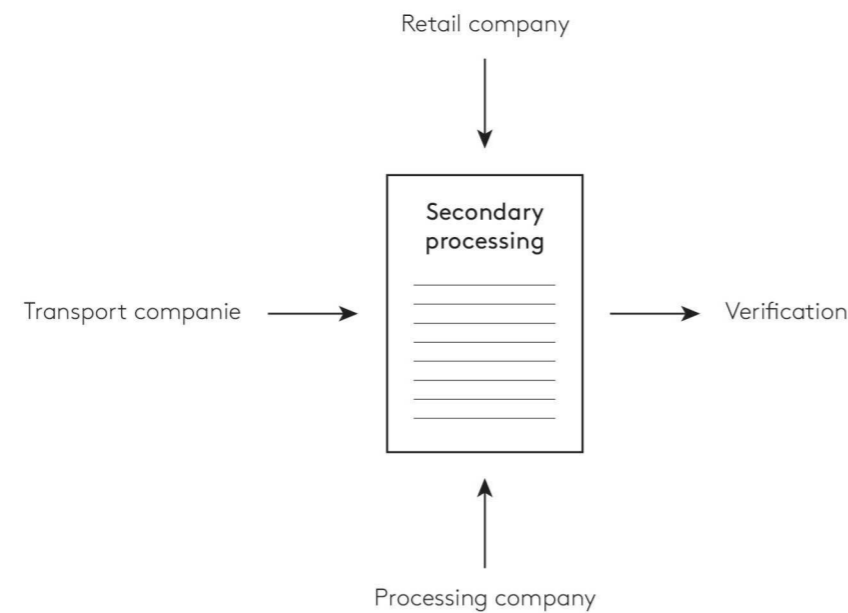 Retail company
Secondary
processing
Transport companie
Verification
Processing company